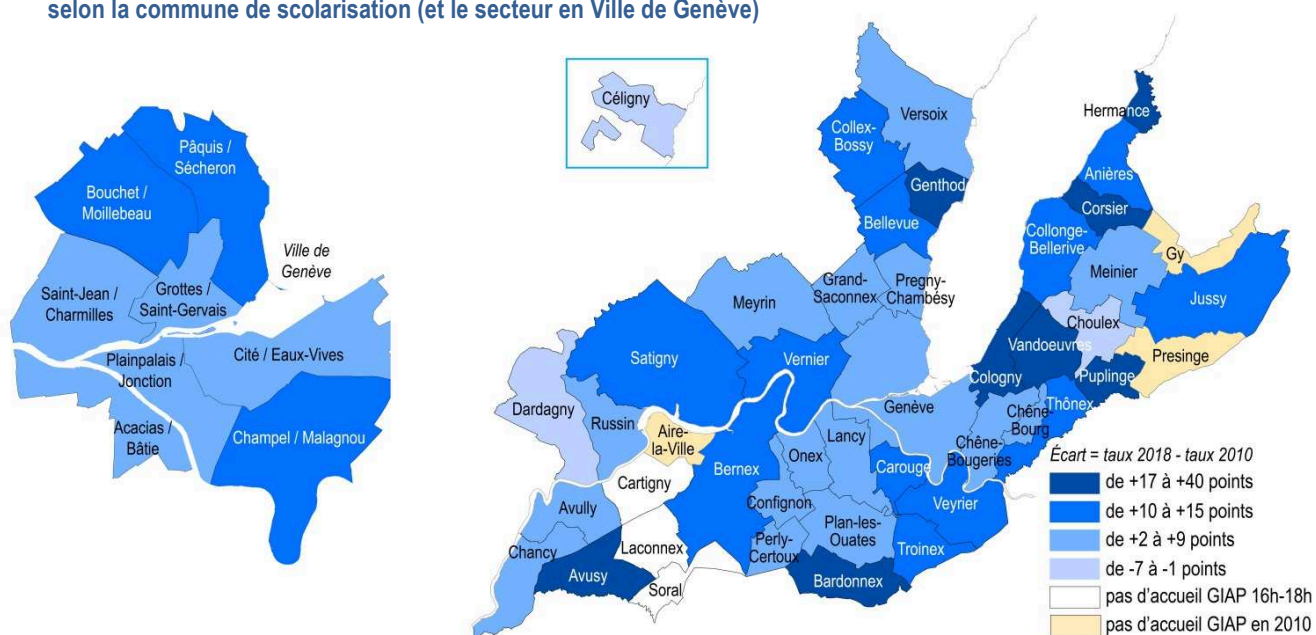 selon la commune de scolarisation (et le secteur en Ville de Genève)
Pâquis /
Sécheron
Bouchet /
Moillebeau
Ville de
Genève
Saint-Jean /
Charmilles
Grottes /
Saint-Gervais
Plainpalais /
Jonction
Cité / Eaux-Vives
Acacias /
Bâtie
Champel / Malagnou
Céligny
Versoix
Collex-
Bossy
Genthod
Bellevue
Hermance
Anières
Corsier
Collonge-
Bellerive
Gy
Meinier
Jussy
Choulex
Vandoeuvres
Presinge
Cologny
Puplinge
Thônex
Meyrin
Grand-
Saconnex
Pregny-
Chambésy
Satigny
Vernier
Dardagny
Russin
Aire-
la-Ville
Genève
Chêne-
Bourg
Chêne-
Bougeries
Lancy
Onex
Bernex
Carouge
Cartigny
Confignon
Veyrier
Avully
Plan-les-
Ouates
Perly-
Certoux
Troinex
Chancy
Laconnex
Avusy
Soral
Bardonnex
Écart = taux 2018 - taux 2010
de +17 à +40 points
de +10 à +15 points
de +2 à +9 points
de -7 à -1 points
pas d'accueil GIAP 16h-18h
pas d'accueil GIAP en 2010